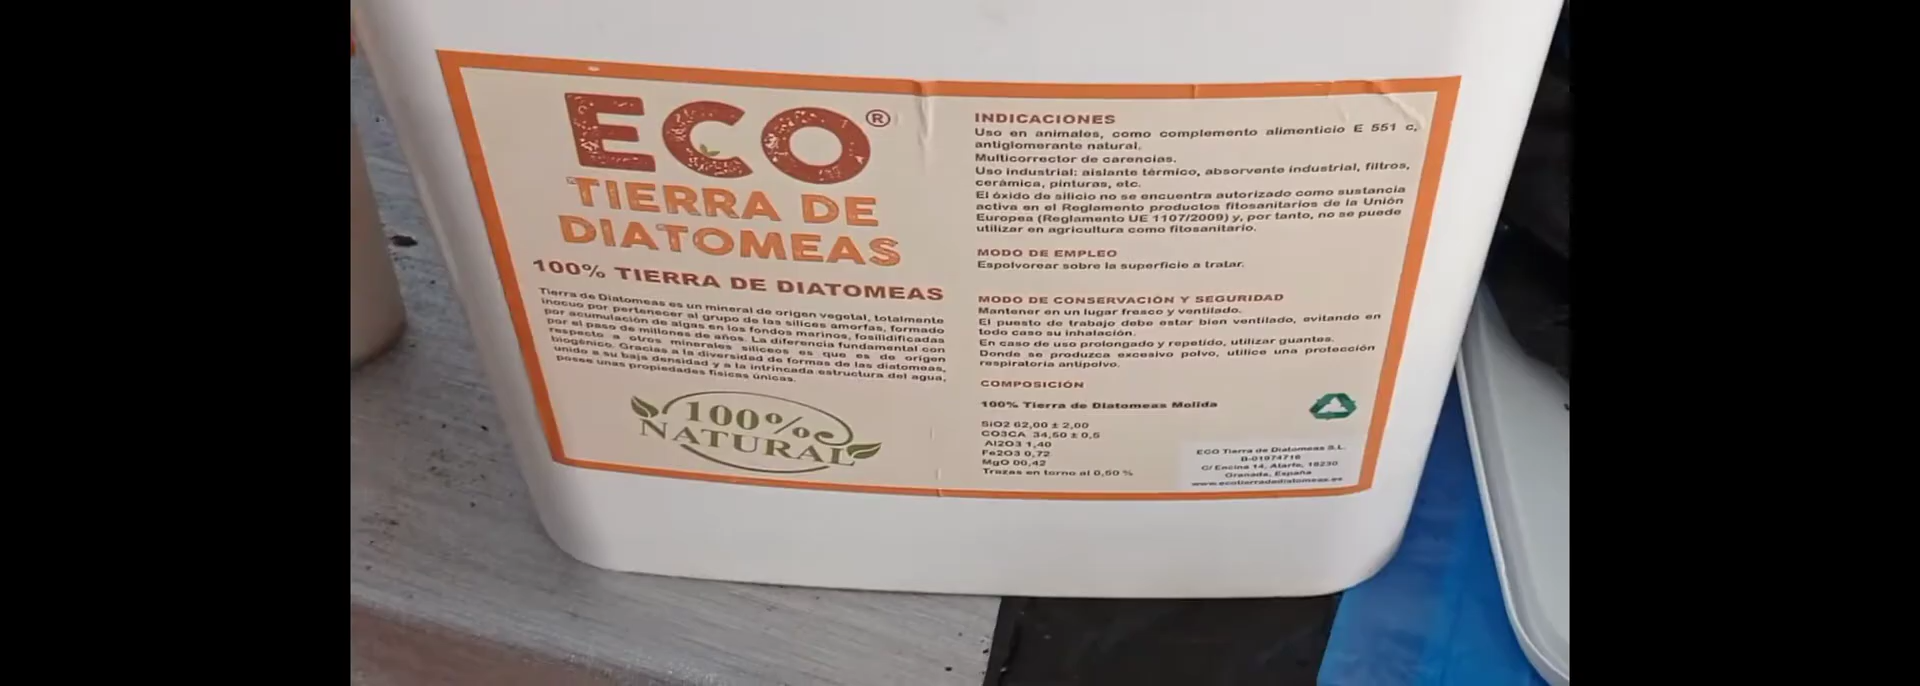 ECO®
TIERRA DE
DIATOMEAS
100% TIERRA DE DIATOMEAS
Tierra de Diatomeas es un mineral de origen vegetal, totalmente
inocuo por pertenecer al grupo de las sílices amorfas, formado
por acumulación de algas en los fondos marinos, fosilidificadas
por el paso de millones de años. La diferencia fundamental con
respecto a otros minerales silíceos es que es de origen
biogénico. Gracias a la diversidad de formas de las diatomeas,
unido a su baja densidad y a la intrincada estructura del agua,
posee unas propiedades físicas únicas.
100%
NATURAL
INDICACIONES
Uso en animales, como complemento alimenticio E 551 c,
antiglomerante natural.
Multicorrector de carencias.
Uso industrial: aislante térmico, absorvente industrial, filtros,
cerámica, pinturas, etc.
El óxido de silicio no se encuentra autorizado como sustancia
activa en el Reglamento productos fitosanitarios de la Unión
Europea (Reglamento UE 1107/2009) y, por tanto, no se puede
utilizar en agricultura como fitosanitario.
MODO DE EMPLEO
Espolvorear sobre la superficie a tratar.
MODO DE CONSERVACIÓN Y SEGURIDAD
Mantener en un lugar fresco y ventilado.
El puesto de trabajo debe estar bien ventilado, evitando en
todo caso su inhalación.
En caso de uso prolongado y repetido, utilizar guantes.
Donde se produzca excesivo polvo, utilice una protección
respiratoria antipolvo.
COMPOSICIÓN
100% Tierra de Diatomeas Molida
SiO2 62,00 ± 2,00
CO3CA 34,50 ± 0,5
Al2O3 1,40
Fe2O3 0,72
MgO 00,42
Trazas en torno al 0,50 %
ECO Tierra de Diatomeas S.L.
B-01974716
C/ Encina 14, Atarfe, 18230
Granada, España
www.ecotierradediatomeas.es